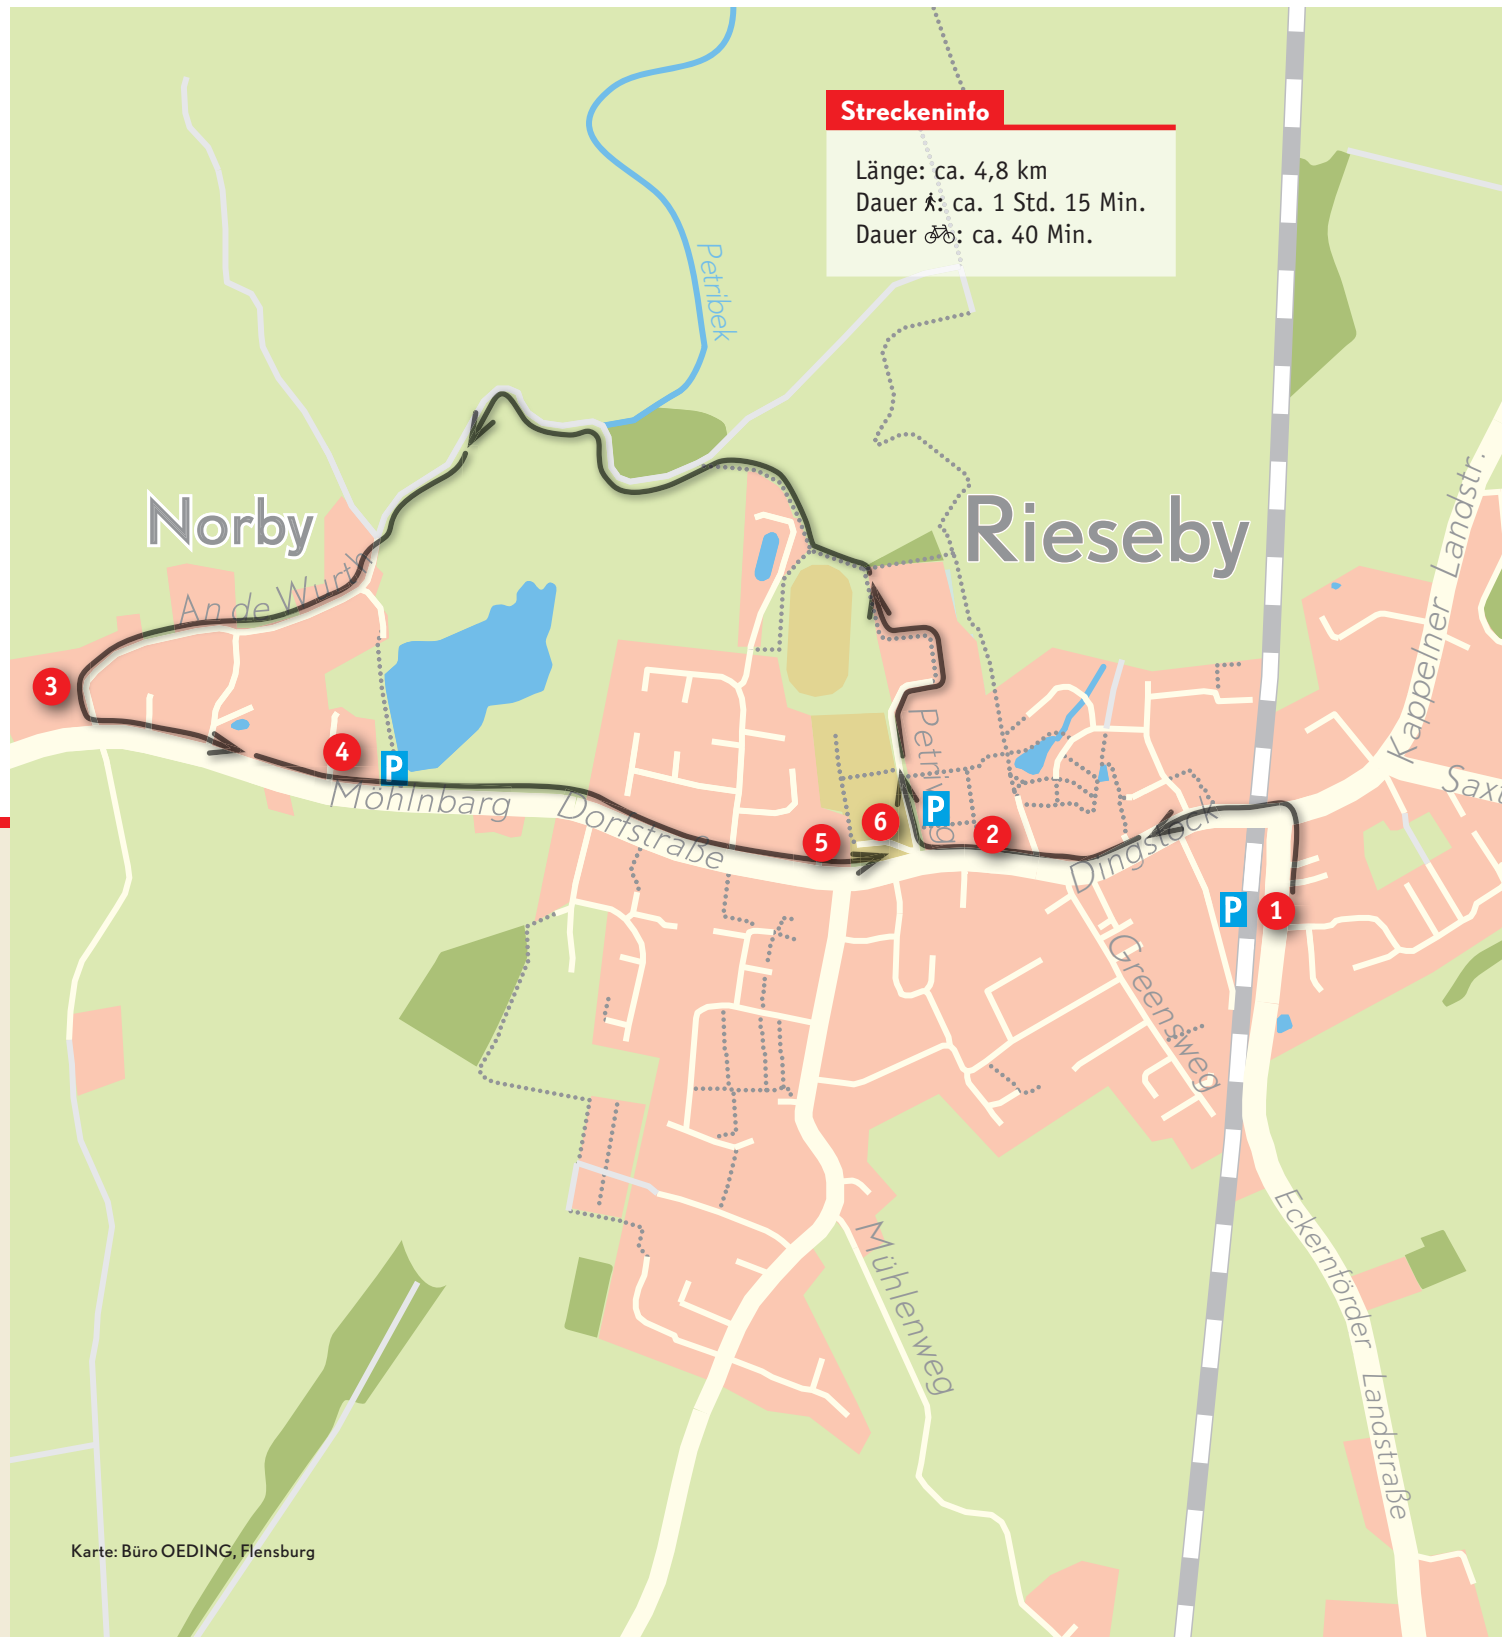 Streckeninfo
Länge: ca. 4,8 km
Dauer : ca. 1 Std. 15 Min.
Dauer : ca. 40 Min.
Petribek
Norby
Rieseby
Kappelner Landstr.
An de Wurth
3
4
P
Möhlnbarg
Dorfstraße
5
6
P
2
Dingstock
P
1
Greensweg
Mühlenweg
Eckernförder Landstraße
Karte: Büro OEDING, Flensburg